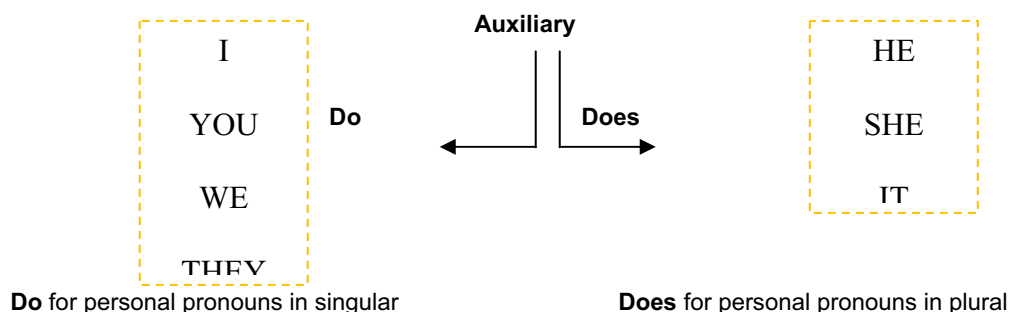 Auxiliary
I
YOU
WE
THEY
Do
Does
HE
SHE
IT
Do for personal pronouns in singular
Does for personal pronouns in plural